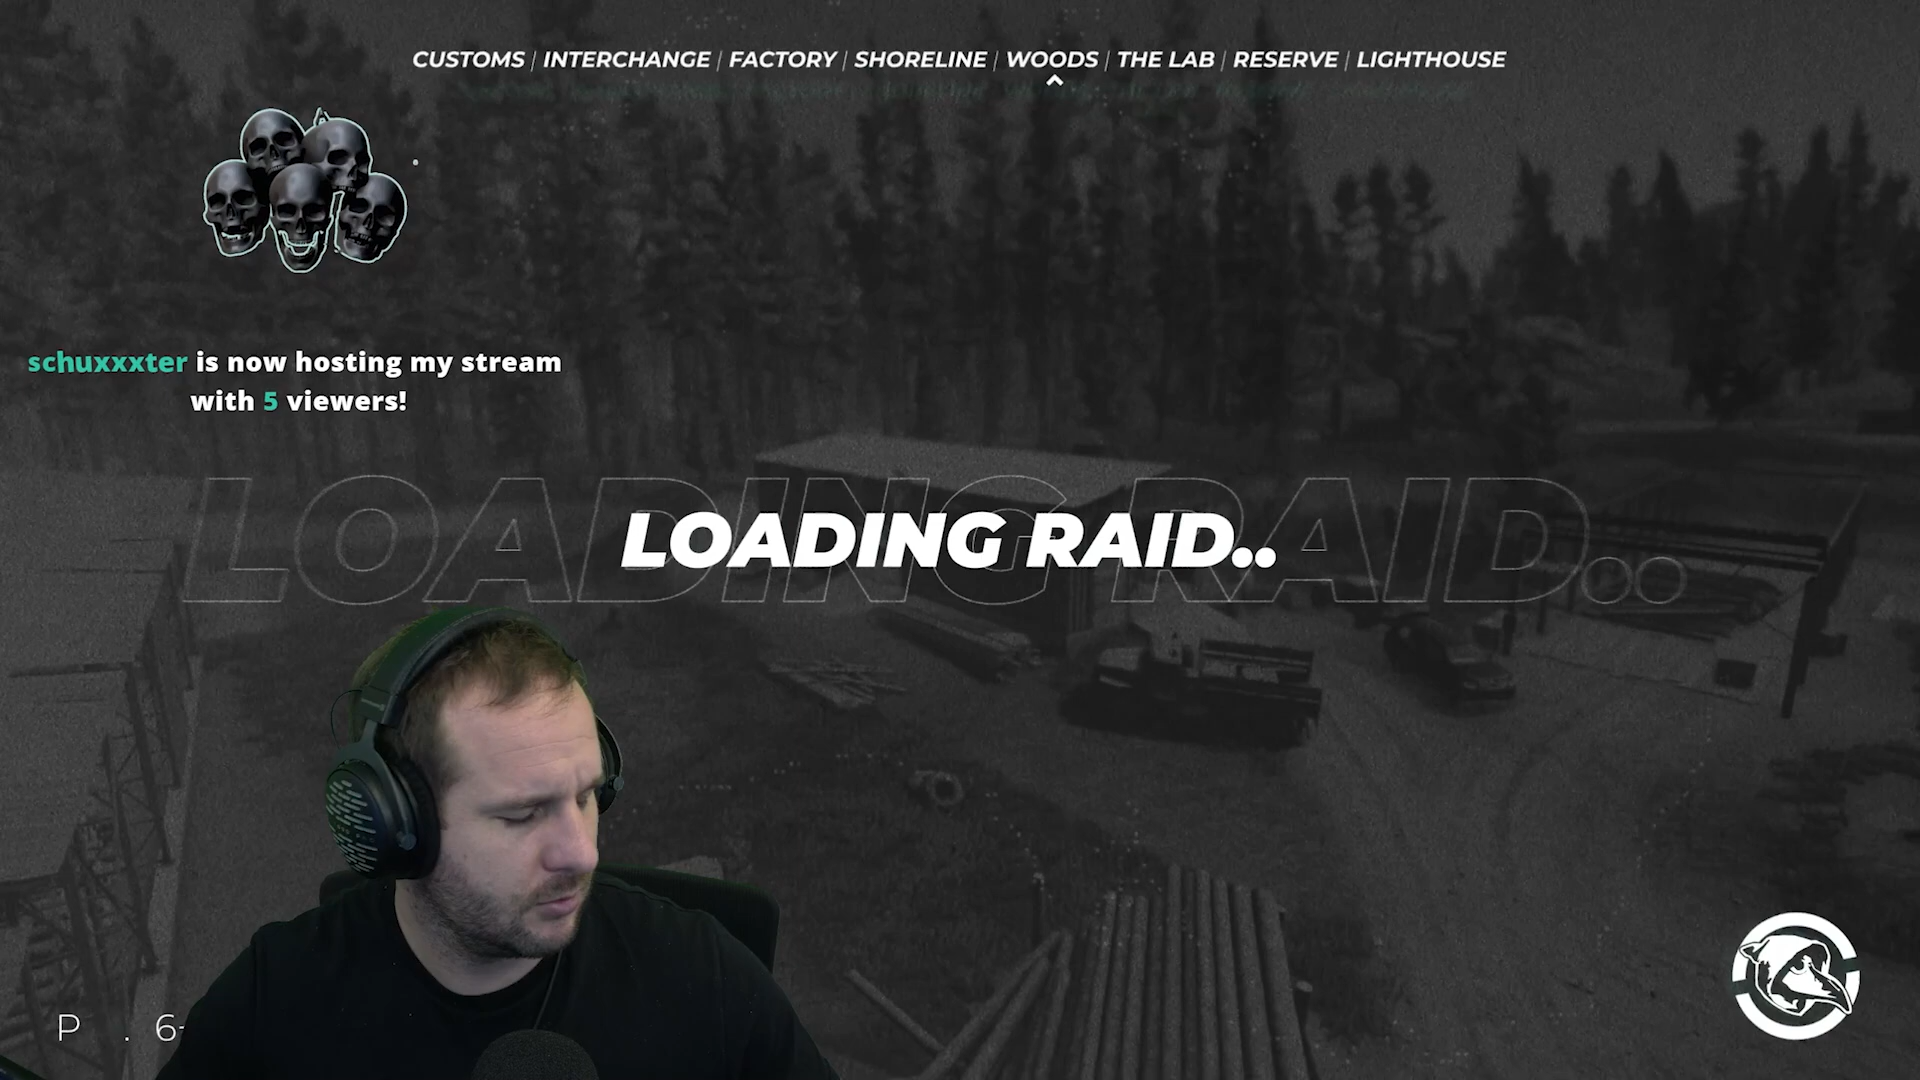 CUSTOMS | INTERCHANGE | FACTORY | SHORELINE | WOODS | THE LAB | RESERVE | LIGHTHOUSE
schuxxxter is now hosting my stream
with 5 viewers!
LOADING RAID..
LOADING RAID..
P . 6